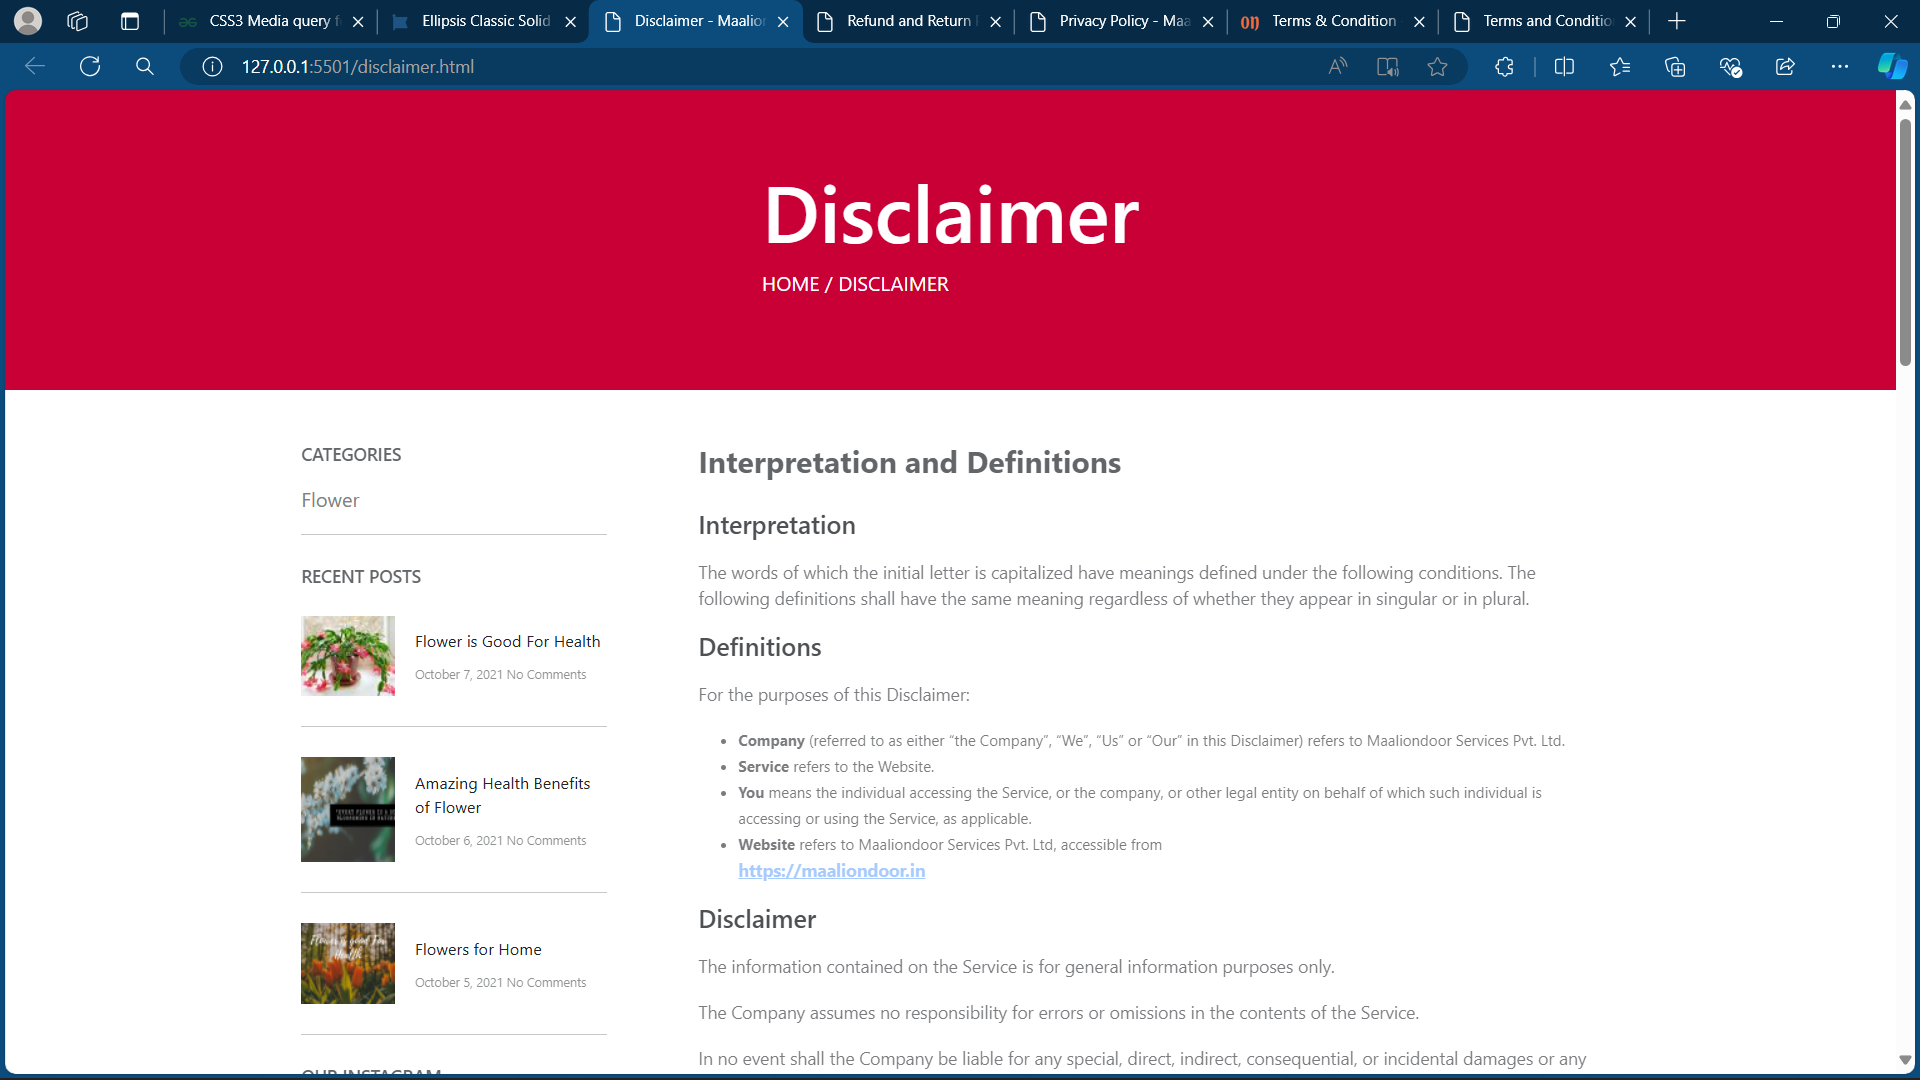 CSS3 Media query f
Ellipsis Classic Solid
Disclaimer - Maalion
Refund and Return
Privacy Policy - Maa
Terms & Condition
Terms and Conditio
127.0.0.1:5501/disclaimer.html
Disclaimer
HOME / DISCLAIMER
CATEGORIES
Flower
RECENT POSTS
Flower is Good For Health
October 7, 2021 No Comments
Amazing Health Benefits
of Flower
October 6, 2021 No Comments
Flowers for Home
October 5, 2021 No Comments
OUR INSTAGRAM
Interpretation and Definitions
Interpretation
The words of which the initial letter is capitalized have meanings defined under the following conditions. The
following definitions shall have the same meaning regardless of whether they appear in singular or in plural.
Definitions
For the purposes of this Disclaimer:
• Company (referred to as either “the Company”, “We”, “Us” or “Our” in this Disclaimer) refers to Maaliondoor Services Pvt. Ltd.
• Service refers to the Website.
• You means the individual accessing the Service, or the company, or other legal entity on behalf of which such individual is
accessing or using the Service, as applicable.
• Website refers to Maaliondoor Services Pvt. Ltd, accessible from
https://maaliondoor.in
Disclaimer
The information contained on the Service is for general information purposes only.
The Company assumes no responsibility for errors or omissions in the contents of the Service.
In no event shall the Company be liable for any special, direct, indirect, consequential, or incidental damages or any